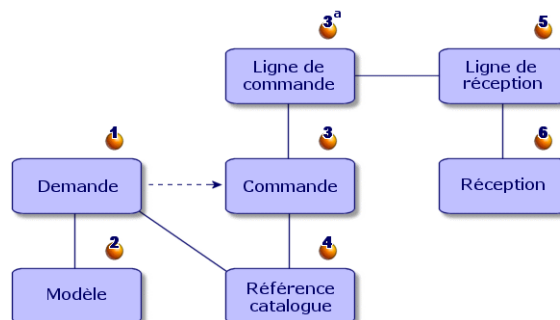 3a
5
Ligne de
commande
Ligne de
réception
1
3
6
Demande
Commande
Réception
2
4
Modèle
Référence
catalogue